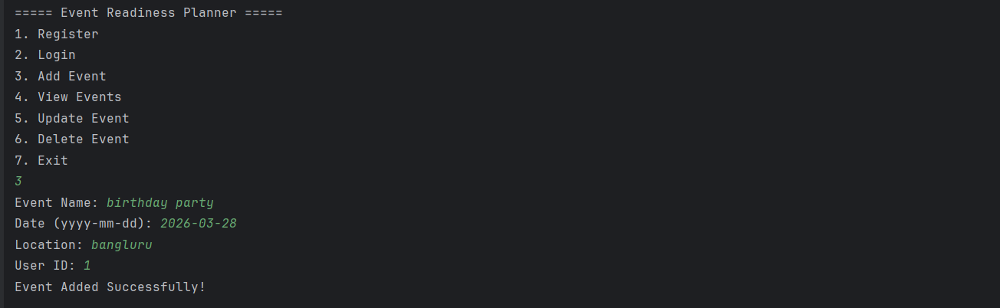 ===== Event Readiness Planner =====
1. Register
2. Login
3. Add Event
4. View Events
5. Update Event
6. Delete Event
7. Exit
3
Event Name: birthday party
Date (yyyy-mm-dd): 2026-03-28
Location: bangluru
User ID: 1
Event Added Successfully!